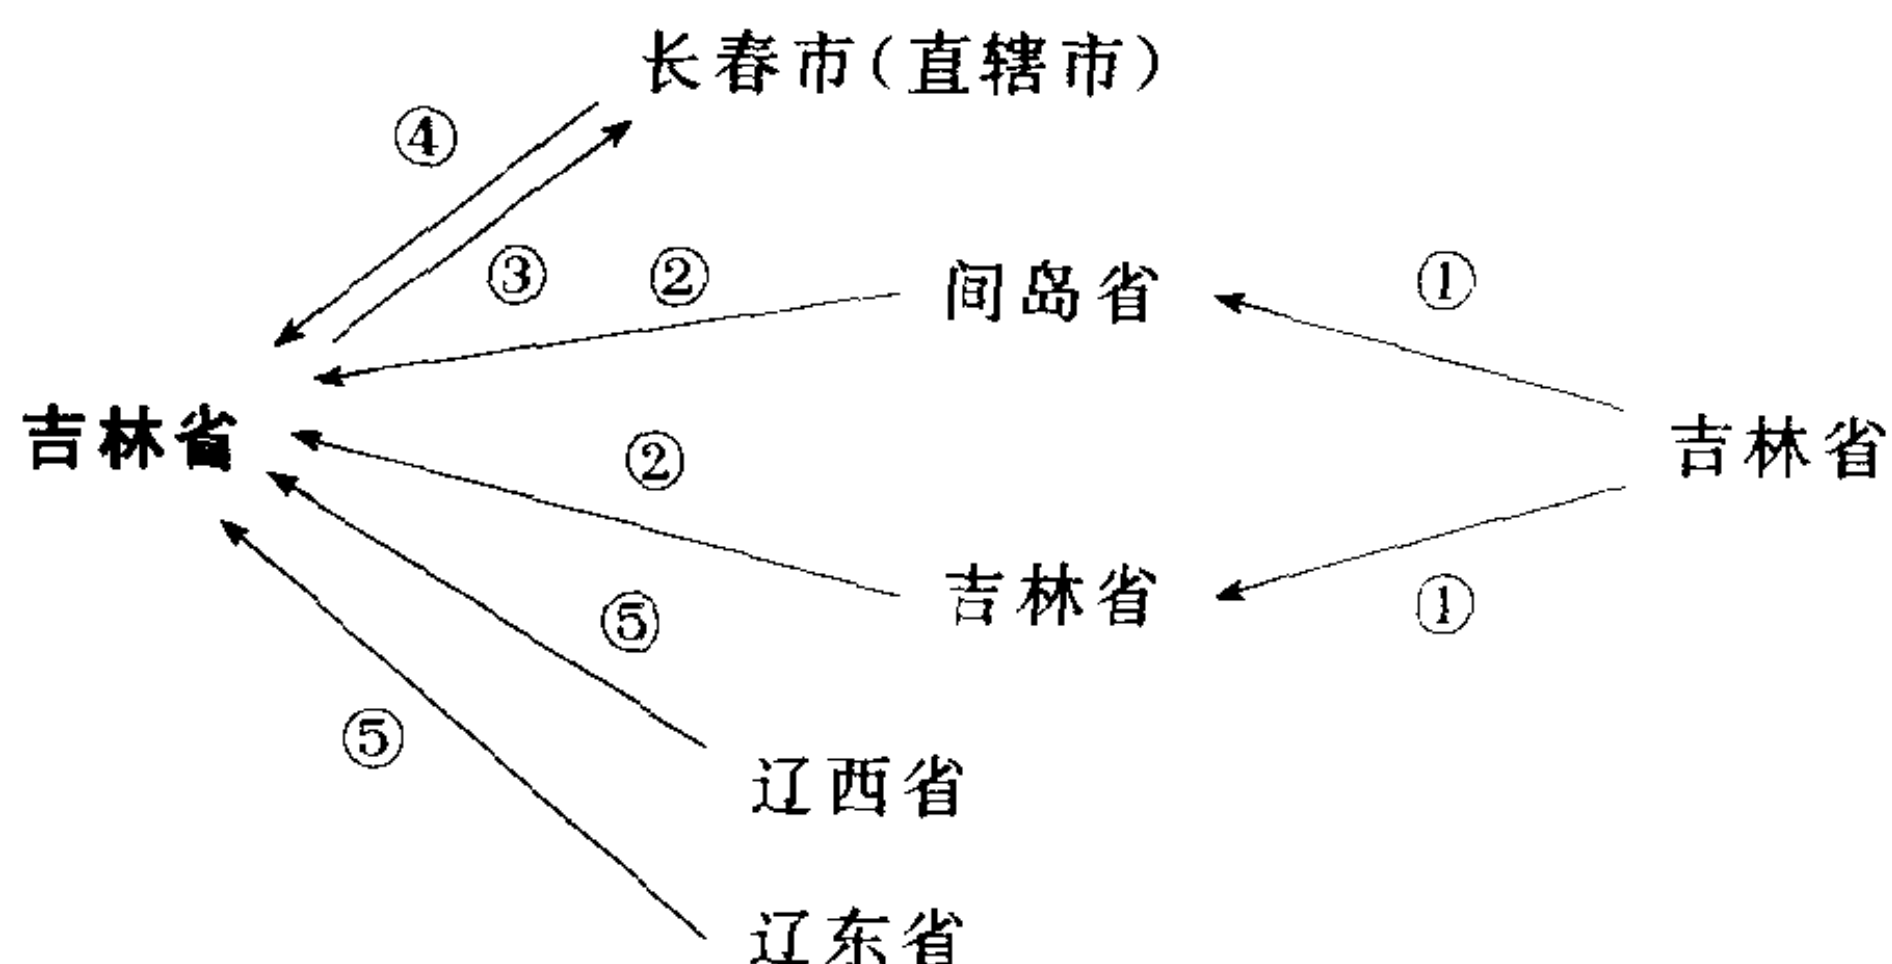 长春市(直辖市)
④
③ ② 间岛省 ①
吉林省 吉林省
②
吉林省 ①
⑤
⑤
辽西省
辽东省